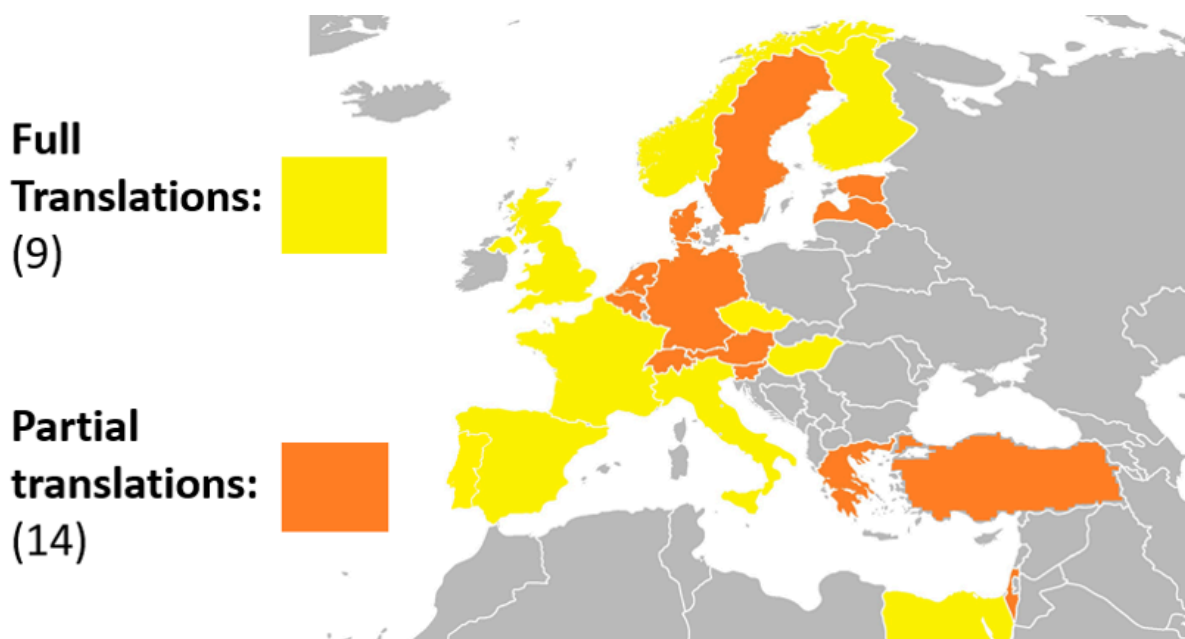 Full
Translations:
(9)
Partial
translations:
(14)